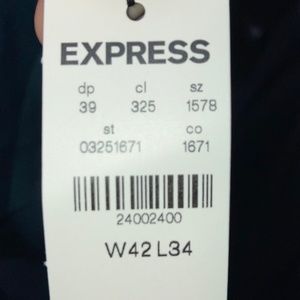 EXPRESS
dp cl sz
39 325 1578
st co
03251671 1671
24002400
W42 L34